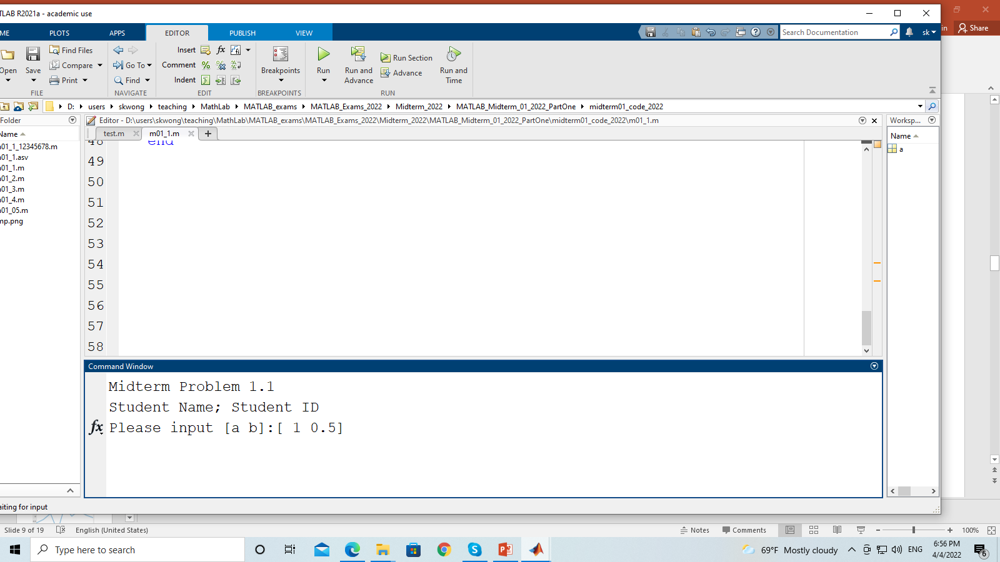 TLAB R2021a - academic use
ME PLOTS APPS EDITOR PUBLISH VIEW
Search Documentation
sk
in Share
Open Save Find Files Compare Print
FILE
Go To Find
NAVIGATE
Insert fx
Comment
Indent
EDIT
Breakpoints
BREAKPOINTS
Run
Run and Advance
Run Section
Advance
Run and Time
RUN
D: users skwong teaching MathLab MATLAB_exams MATLAB_Exams_2022 Midterm_2022 MATLAB_Midterm_01_2022_PartOne midterm01_code_2022
Folder
Name
01_1_12345678.m
01_1.asv
01_1.m
01_2.m
01_3.m
01_4.m
01_05.m
mp.png
Editor - D:\users\skwong\teaching\MathLab\MATLAB_exams\MATLAB_Exams_2022\Midterm_2022\MATLAB_Midterm_01_2022_PartOne\midterm01_code_2022\m01_1.m
test.m m01_1.m
48 end
49
50
51
52
53
54
55
56
57
58
Worksp...
Name
a
Command Window
Midterm Problem 1.1
Student Name; Student ID
fx Please input [a b]:[ 1 0.5]
aiting for input
Slide 9 of 19 English (United States) Notes Comments 100%
Type here to search
69°F Mostly cloudy ENG
6:56 PM
4/4/2022
6